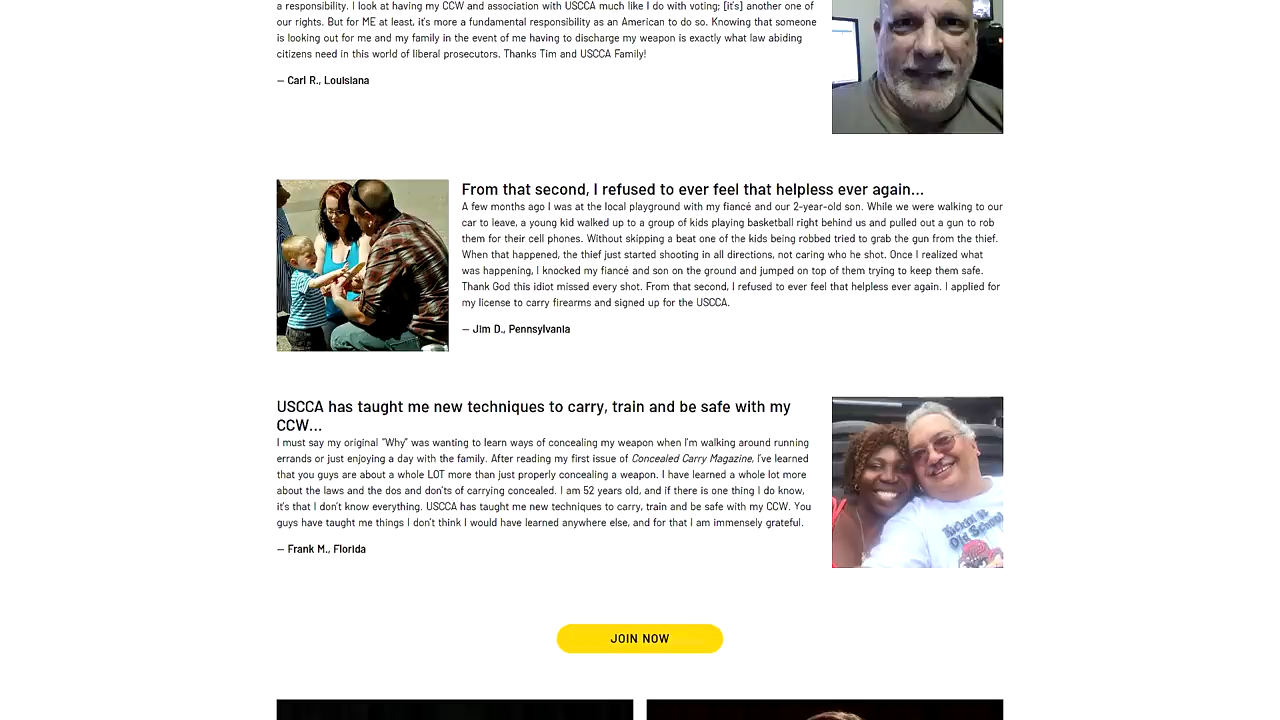 a responsibility. I look at having my CCW and association with USCCA much like I do with voting; [it's] another one of
our rights. But for ME at least, it's more a fundamental responsibility as an American to do so. Knowing that someone
is looking out for me and my family in the event of me having to discharge my weapon is exactly what law abiding
citizens need in this world of liberal prosecutors. Thanks Tim and USCCA Family!
— Carl R., Louisiana
From that second, I refused to ever feel that helpless ever again...
A few months ago I was at the local playground with my fiancé and our 2-year-old son. While we were walking to our
car to leave, a young kid walked up to a group of kids playing basketball right behind us and pulled out a gun to rob
them for their cell phones. Without skipping a beat one of the kids being robbed tried to grab the gun from the thief.
When that happened, the thief just started shooting in all directions, not caring who he shot. Once I realized what
was happening, I knocked my fiancé and son on the ground and jumped on top of them trying to keep them safe.
Thank God this idiot missed every shot. From that second, I refused to ever feel that helpless ever again. I applied for
my license to carry firearms and signed up for the USCCA.
— Jim D., Pennsylvania
USCCA has taught me new techniques to carry, train and be safe with my
CCW...
I must say my original "Why" was wanting to learn ways of concealing my weapon when I'm walking around running
errands or just enjoying a day with the family. After reading my first issue of Concealed Carry Magazine, I've learned
that you guys are about a whole LOT more than just properly concealing a weapon. I have learned a whole lot more
about the laws and the dos and don'ts of carrying concealed. I am 52 years old, and if there is one thing I do know,
it's that I don't know everything. USCCA has taught me new techniques to carry, train and be safe with my CCW. You
guys have taught me things I don't think I would have learned anywhere else, and for that I am immensely grateful.
— Frank M., Florida
Kickin' It
Old School
JOIN NOW